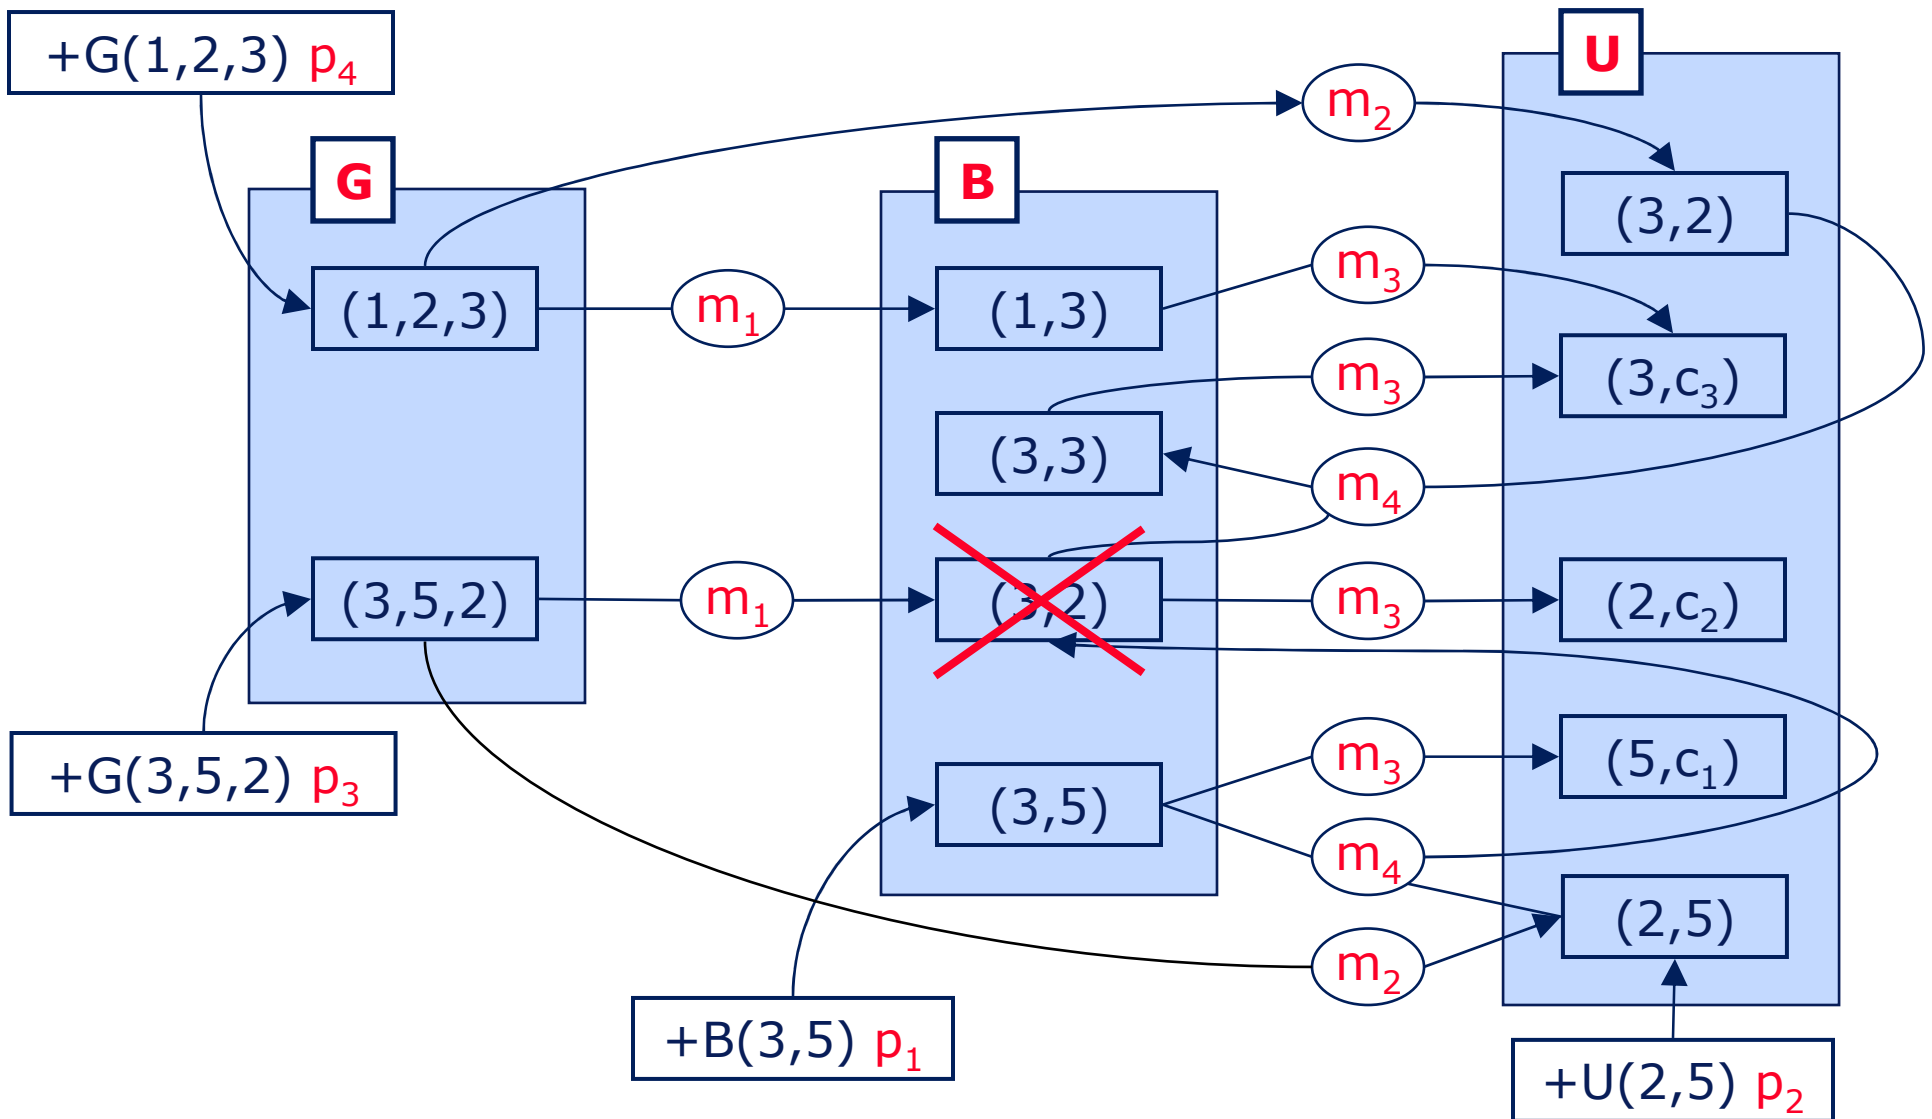 +G(1,2,3) p₄
U
m₂
G
B
(3,2)
(1,2,3)
m₁
(1,3)
m₃
(3,c₃)
m₃
(3,3)
m₄
(3,5,2)
m₁
(3,2)
m₃
(2,c₂)
+G(3,5,2) p₃
(3,5)
m₃
(5,c₁)
m₄
(2,5)
m₂
+B(3,5) p₁
+U(2,5) p₂